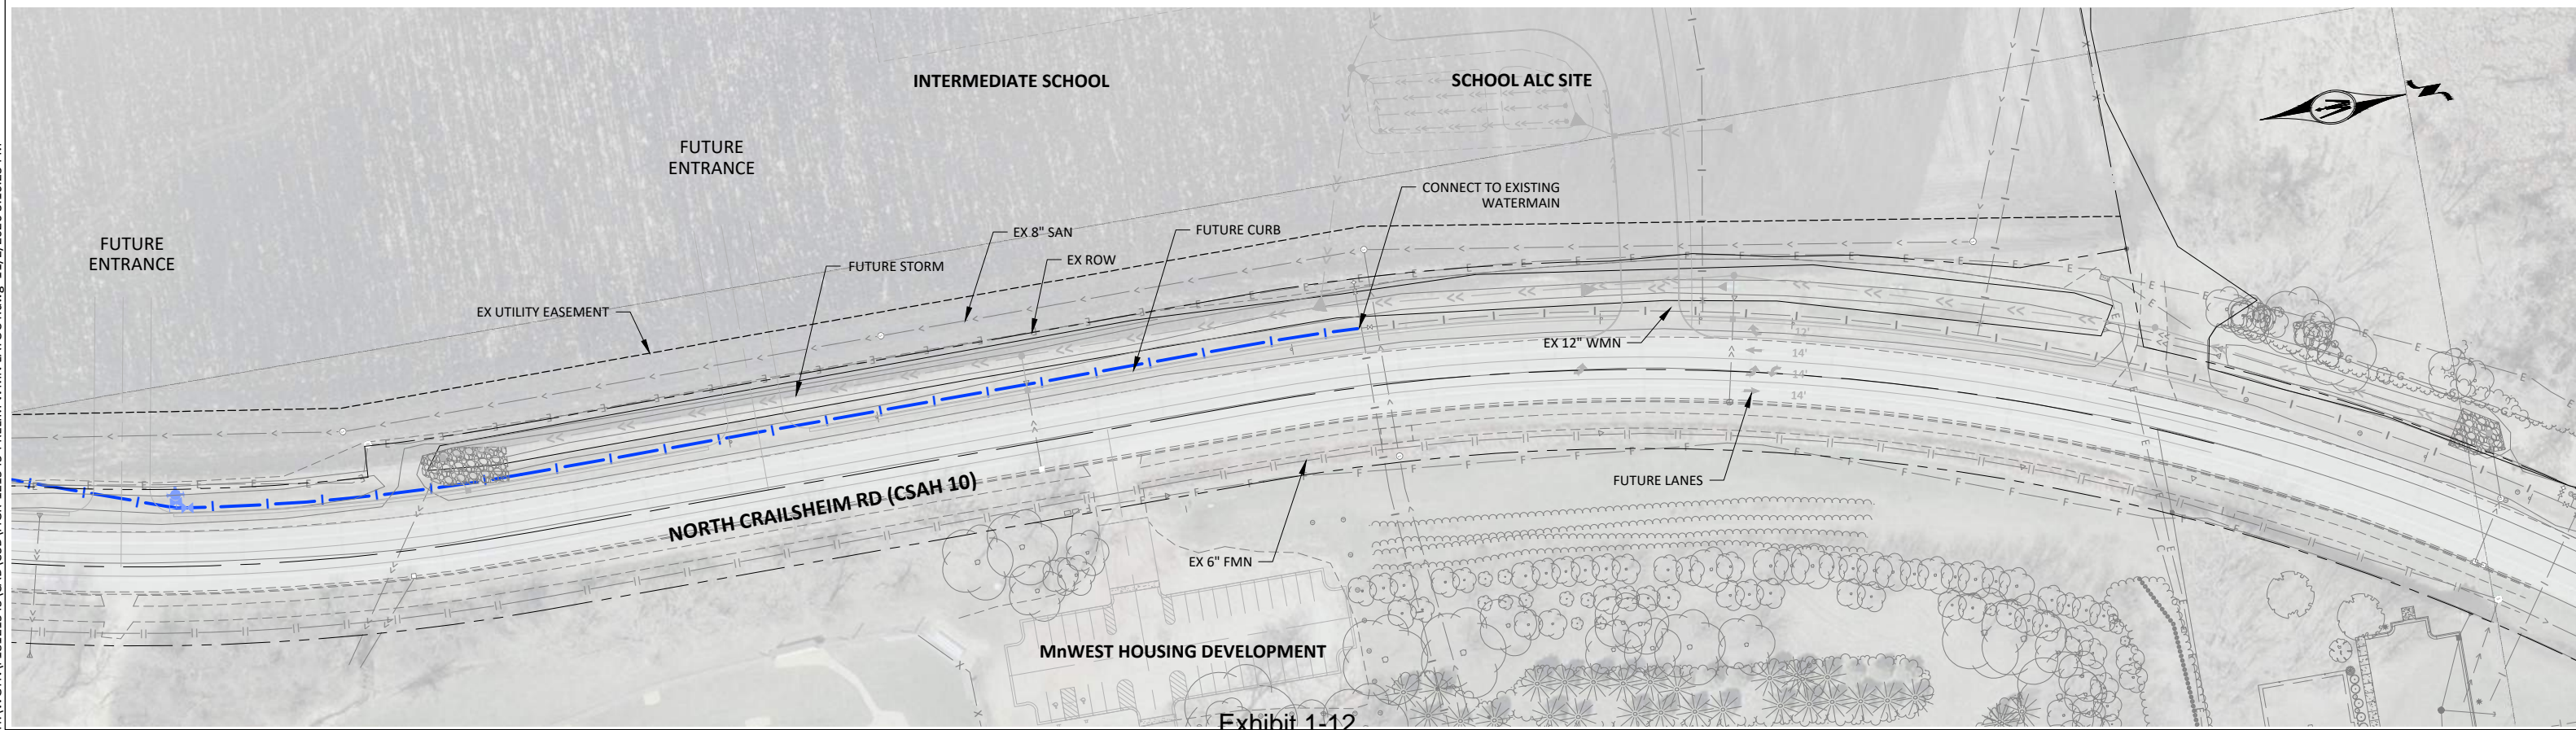 INTERMEDIATE SCHOOL
SCHOOL ALC SITE
FUTURE
ENTRANCE
FUTURE
ENTRANCE
CONNECT TO EXISTING
WATERMAIN
EX 8" SAN
FUTURE CURB
EX ROW
FUTURE STORM
EX UTILITY EASEMENT
EX 12" WMN
12'
14'
14'
14'
FUTURE LANES
NORTH CRAILSHEIM RD (CSAH 10)
EX 6" FMN
MnWEST HOUSING DEVELOPMENT
Exhibit 1-12